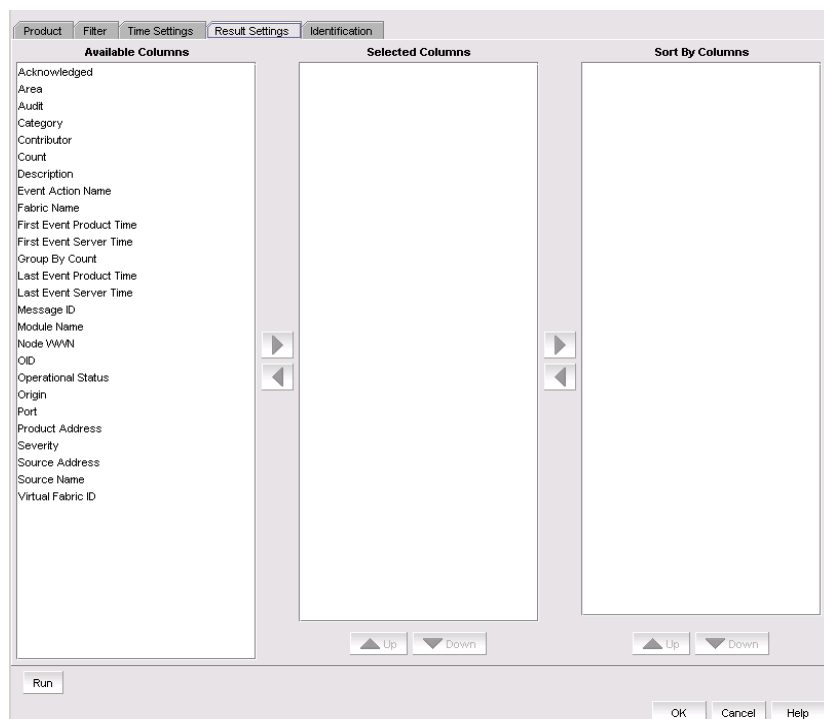 Product Filter Time Settings Result Settings Identification
Available Columns Selected Columns Sort By Columns
Acknowledged
Area
Audit
Category
Contributor
Count
Description
Event Action Name
Fabric Name
First Event Product Time
First Event Server Time
Group By Count
Last Event Product Time
Last Event Server Time
Message ID
Module Name
Node WWN
OID
Operational Status
Origin
Port
Product Address
Severity
Source Address
Source Name
Virtual Fabric ID
Up Down Up Down
Run
OK Cancel Help